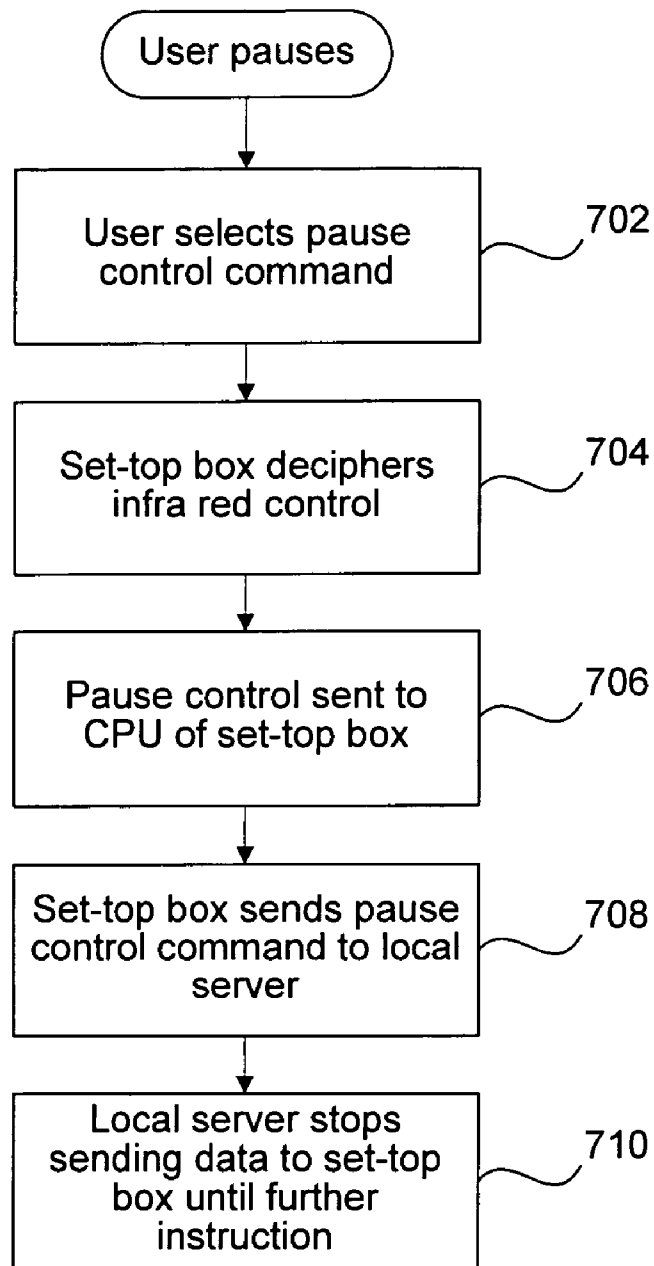 User pauses
User selects pause
control command
702
Set-top box deciphers
infra red control
704
Pause control sent to
CPU of set-top box
706
Set-top box sends pause
control command to local
server
708
Local server stops
sending data to set-top
box until further
instruction
710